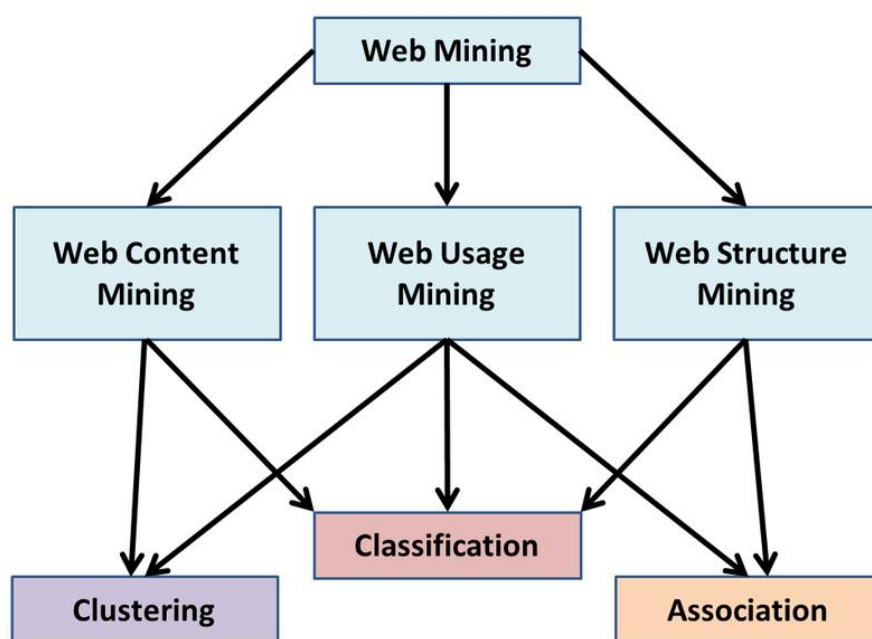 Web Mining
Web Content
Mining
Web Usage
Mining
Web Structure
Mining
Classification
Clustering
Association